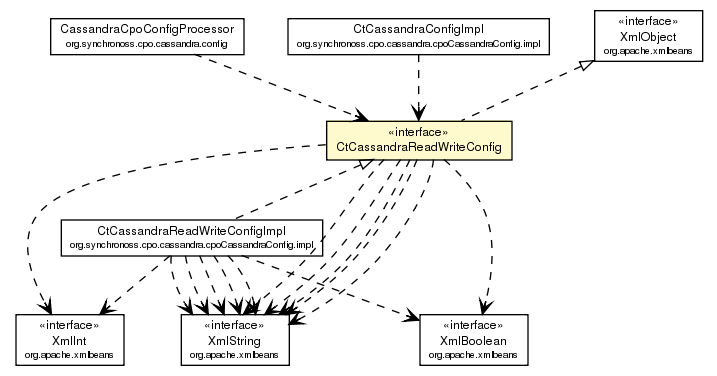 CassandraCpoConfigProcessor
org.synchronoss.cpo.cassandra.config
CtCassandraConfigImpl
org.synchronoss.cpo.cassandra.cpoCassandraConfig.impl
«interface»
XmlObject
org.apache.xmlbeans
«interface»
CtCassandraReadWriteConfig
CtCassandraReadWriteConfigImpl
org.synchronoss.cpo.cassandra.cpoCassandraConfig.impl
«interface»
XmlInt
org.apache.xmlbeans
«interface»
XmlString
org.apache.xmlbeans
«interface»
XmlBoolean
org.apache.xmlbeans